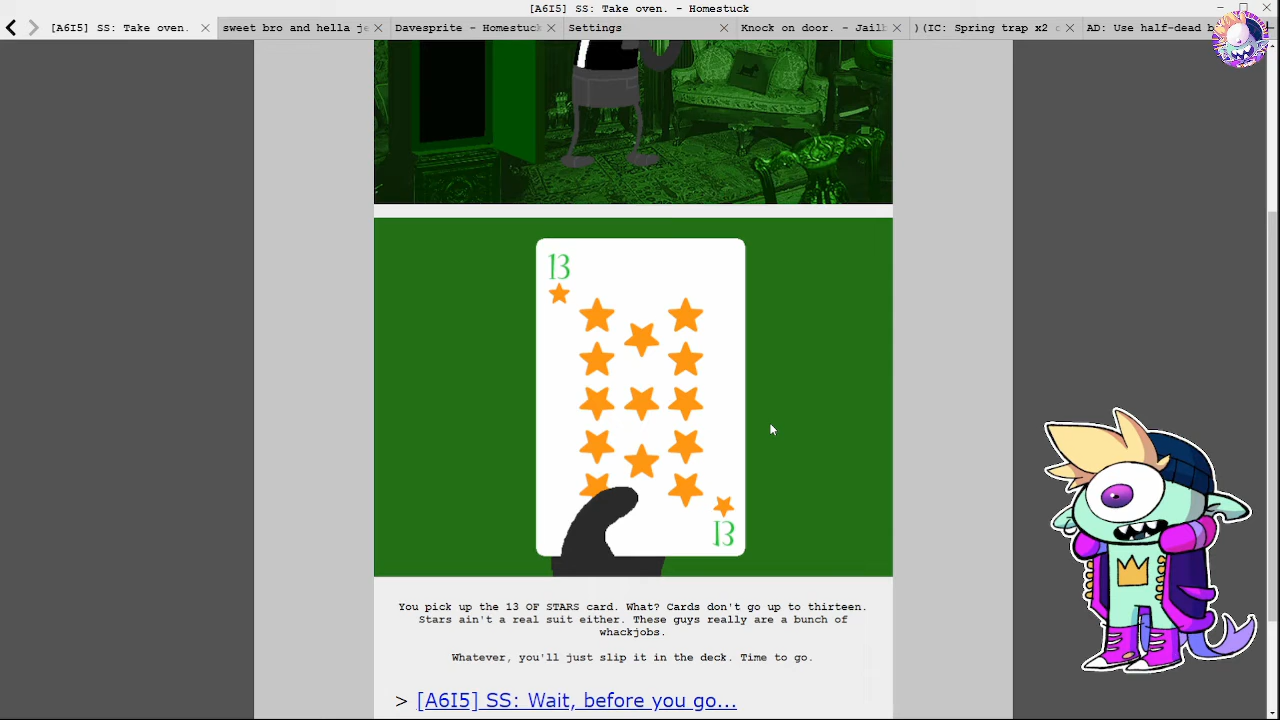 [A6I5] SS: Take oven. - Homestuck
[A6I5] SS: Take oven. sweet bro and hella je Davesprite - Homestuck Settings Knock on door. - Jailb )(IC: Spring trap x2 c AD: Use half-dead b
13
13
You pick up the 13 OF STARS card. What? Cards don't go up to thirteen.
Stars ain't a real suit either. These guys really are a bunch of
whackjobs.
Whatever, you'll just slip it in the deck. Time to go.
> [A6I5] SS: Wait, before you go...